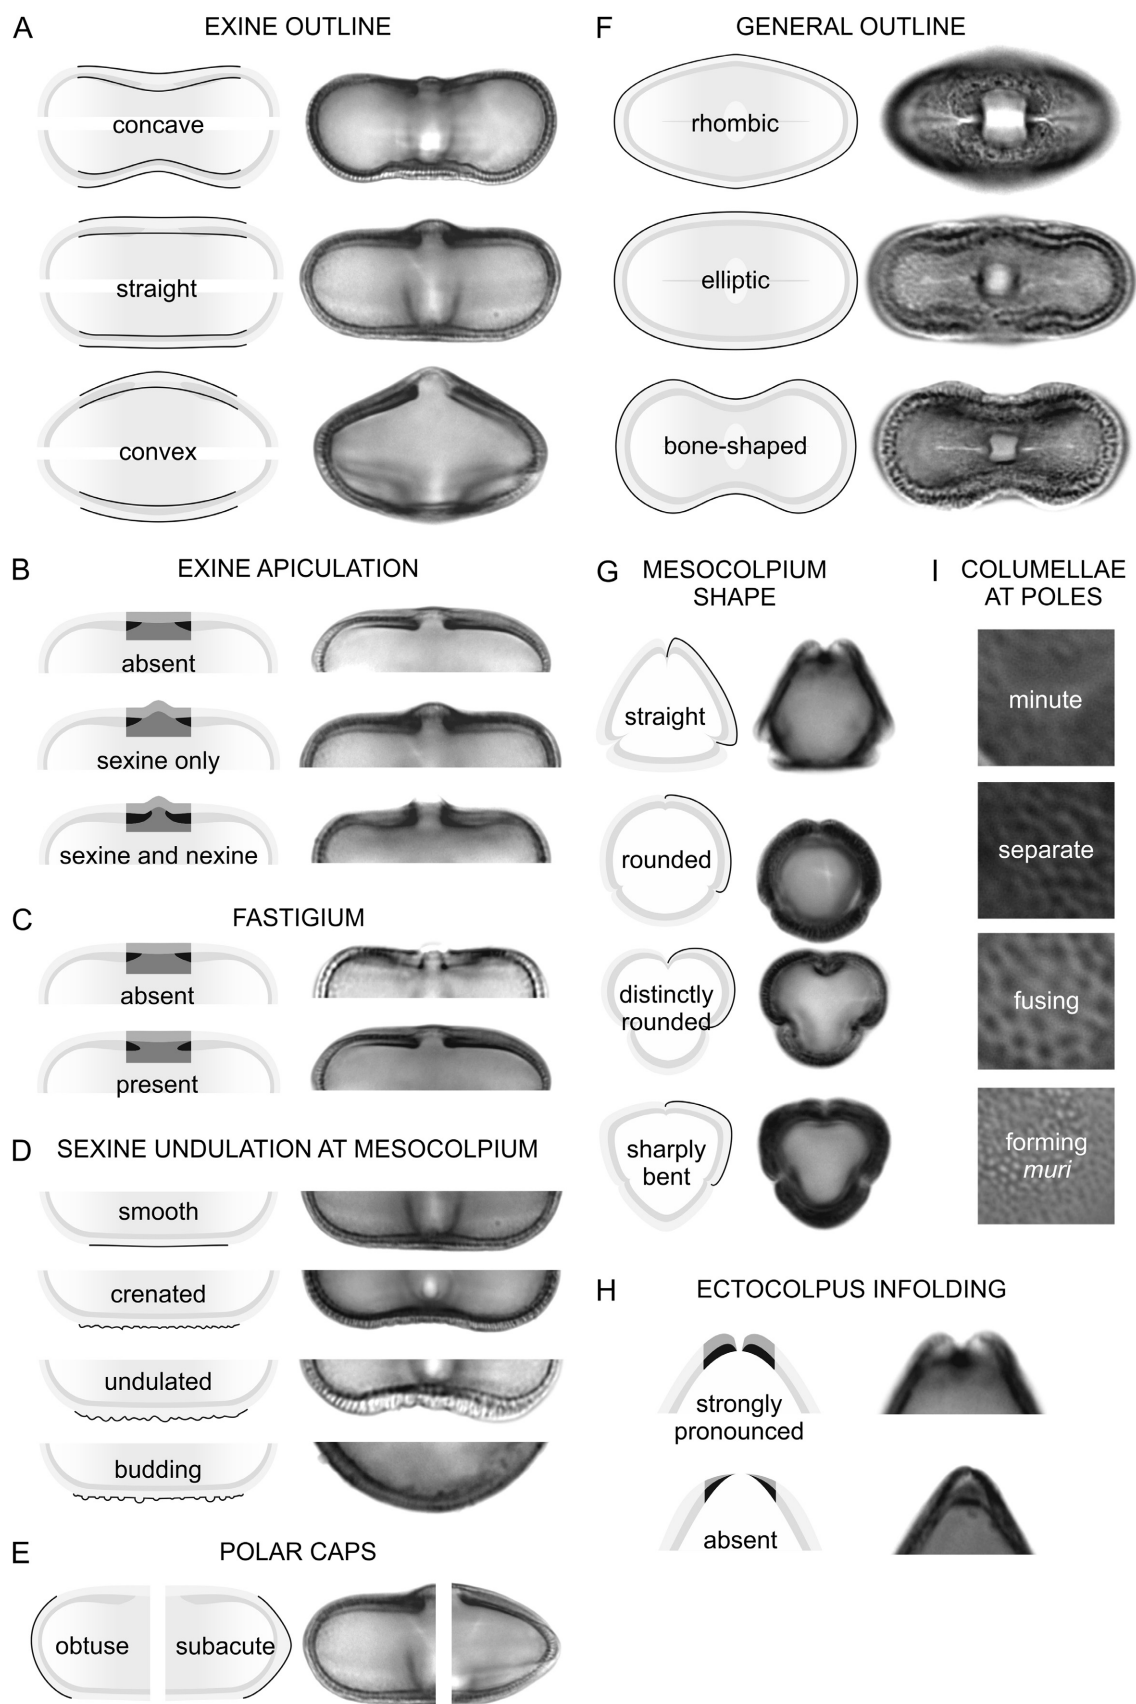 A EXINE OUTLINE
concave
straight
convex
B EXINE APICULATION
absent
sexine only
sexine and nexine
C FASTIGIUM
absent
present
D SEXINE UNDULATION AT MESOCOLPIUM
smooth
crenated
undulated
budding
E POLAR CAPS
obtuse subacute
F GENERAL OUTLINE
rhombic
elliptic
bone-shaped
G MESOCOLPIUM
SHAPE
straight
rounded
distinctly
rounded
sharply
bent
I COLUMELLAE
AT POLES
minute
separate
fusing
forming
muri
H ECTOCOLPUS INFOLDING
strongly
pronounced
absent